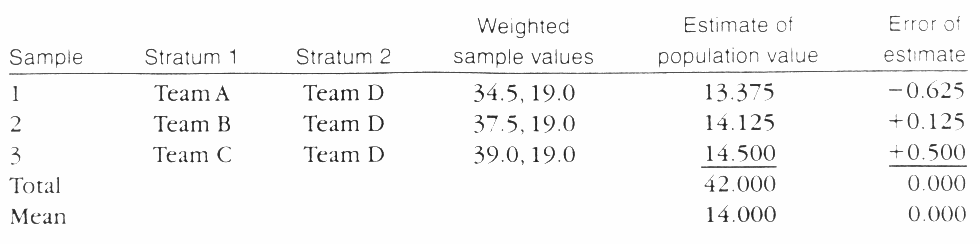 Weighted Estimate of Error of
Sample Stratum 1 Stratum 2 sample values population value estimate
1 Team A Team D 34.5, 19.0 13.375 −0.625
2 Team B Team D 37.5, 19.0 14.125 +0.125
3 Team C Team D 39.0, 19.0 14.500 +0.500
Total 42.000 0.000
Mean 14.000 0.000